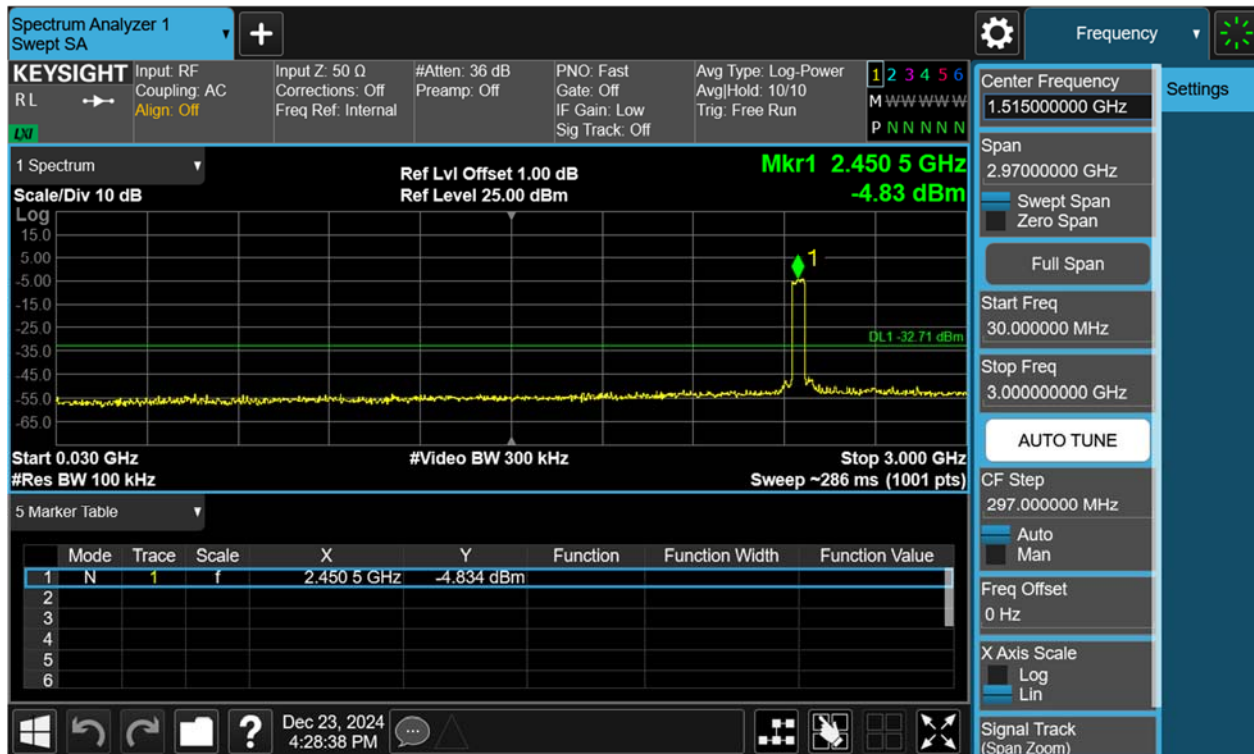 Spectrum Analyzer 1
Swept SA
+
Frequency
KEYSIGHT
R L
LXI
Input: RF
Coupling: AC
Align: Off
Input Z: 50 Ω
Corrections: Off
Freq Ref: Internal
#Atten: 36 dB
Preamp: Off
PNO: Fast
Gate: Off
IF Gain: Low
Sig Track: Off
Avg Type: Log-Power
Avg|Hold: 10/10
Trig: Free Run
1 2 3 4 5 6
M W W W W W
P N N N N N
1 Spectrum
Scale/Div 10 dB
Ref Lvl Offset 1.00 dB
Ref Level 25.00 dBm
Mkr1 2.450 5 GHz
-4.83 dBm
Log
15.0
5.00
-5.00
-15.0
-25.0
-35.0
-45.0
-55.0
-65.0
1
DL1 -32.71 dBm
Start 0.030 GHz
#Res BW 100 kHz
#Video BW 300 kHz
Stop 3.000 GHz
Sweep ~286 ms (1001 pts)
5 Marker Table
Mode Trace Scale X Y Function Function Width Function Value
1 N 1 f 2.450 5 GHz -4.834 dBm
2
3
4
5
6
Dec 23, 2024
4:28:38 PM
?
Center Frequency
1.515000000 GHz
Settings
Span
2.97000000 GHz
Swept Span
Zero Span
Full Span
Start Freq
30.000000 MHz
Stop Freq
3.000000000 GHz
AUTO TUNE
CF Step
297.000000 MHz
Auto
Man
Freq Offset
0 Hz
X Axis Scale
Log
Lin
Signal Track
(Span Zoom)